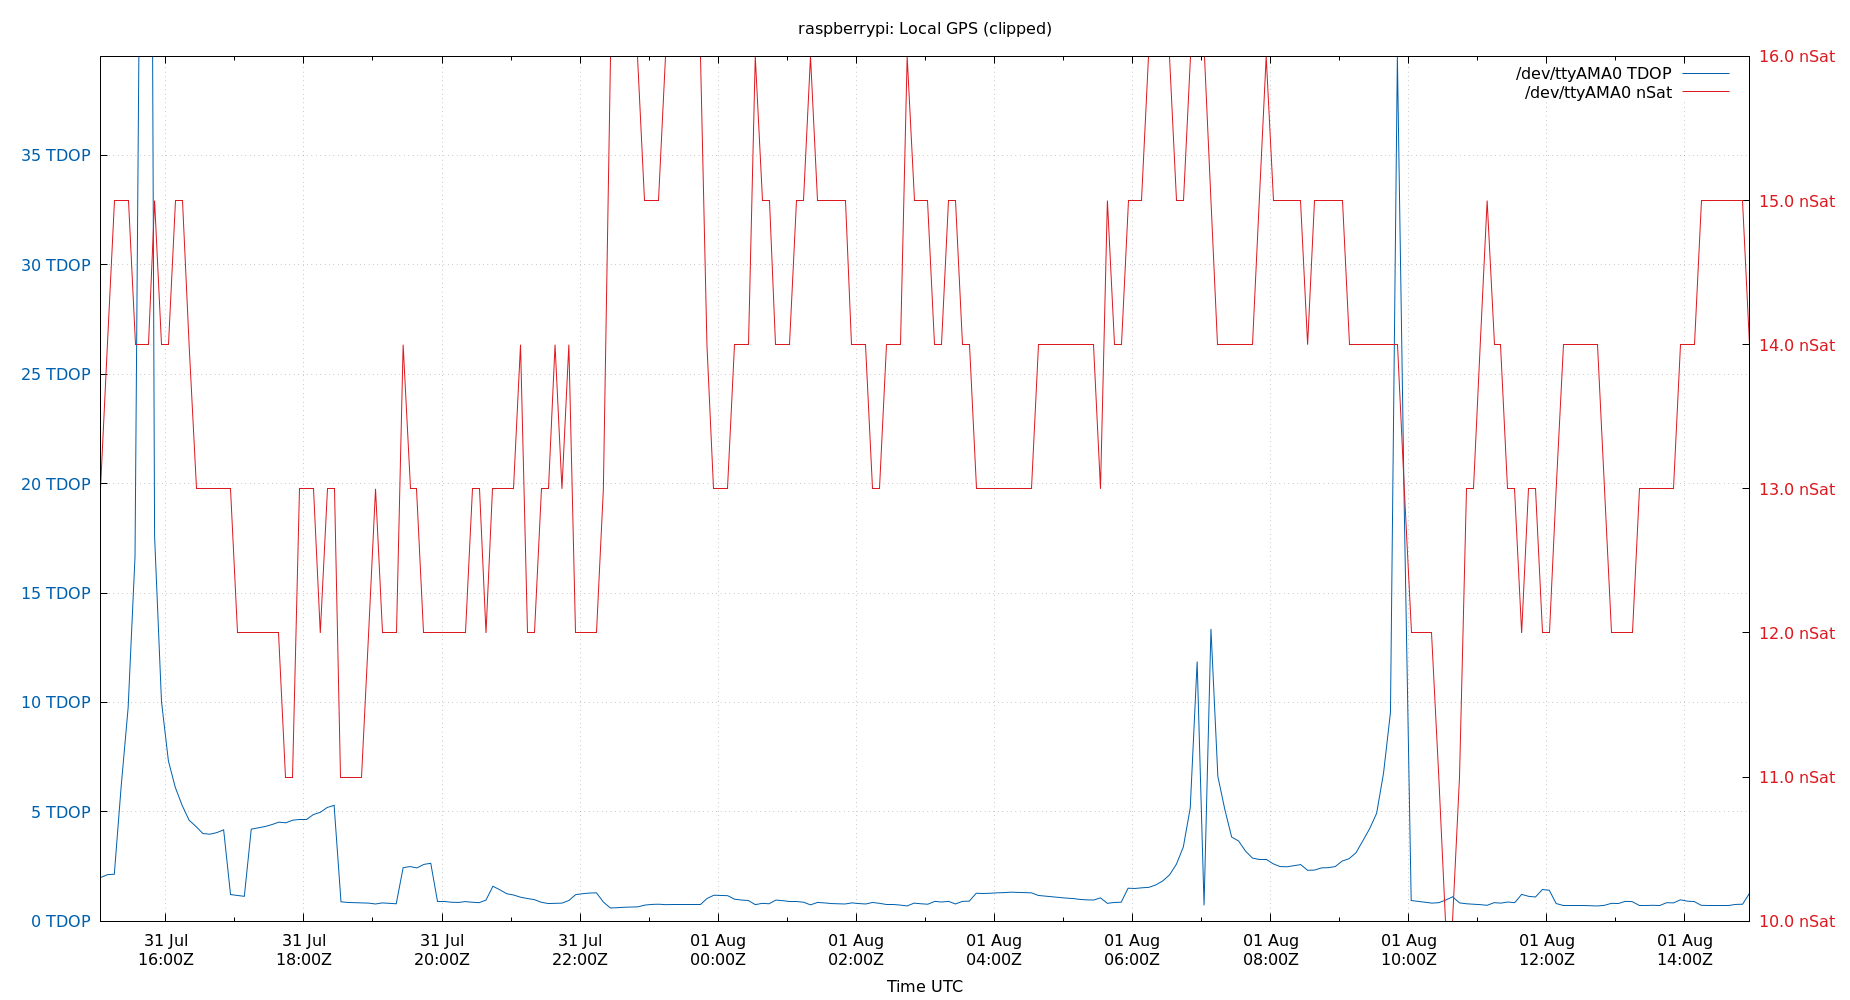 raspberrypi: Local GPS (clipped)
/dev/ttyAMA0 TDOP
/dev/ttyAMA0 nSat
35 TDOP
30 TDOP
25 TDOP
20 TDOP
15 TDOP
10 TDOP
5 TDOP
0 TDOP
16.0 nSat
15.0 nSat
14.0 nSat
13.0 nSat
12.0 nSat
11.0 nSat
10.0 nSat
31 Jul
16:00Z
31 Jul
18:00Z
31 Jul
20:00Z
31 Jul
22:00Z
01 Aug
00:00Z
01 Aug
02:00Z
01 Aug
04:00Z
01 Aug
06:00Z
01 Aug
08:00Z
01 Aug
10:00Z
01 Aug
12:00Z
01 Aug
14:00Z
Time UTC